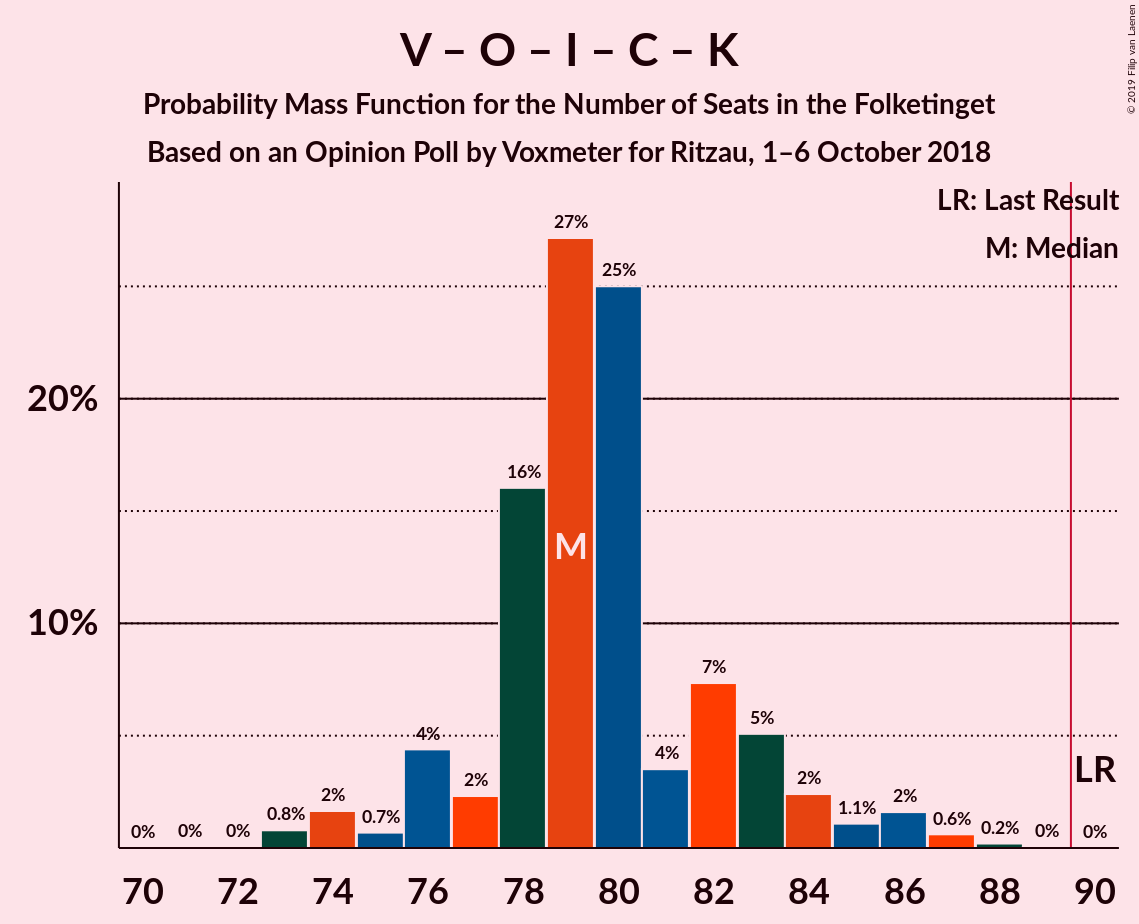 V – O – I – C – K
Probability Mass Function for the Number of Seats in the Folketinget
Based on an Opinion Poll by Voxmeter for Ritzau, 1–6 October 2018
© 2019 Filip van Laenen
LR: Last Result
M: Median
27%
25%
20%
16%
M
10%
7%
5%
4%
4%
LR
2%
2%
2%
2%
0.8%
0.7%
1.1%
0.6%
0.2%
0%
0%
0%
0%
0%
70 72 74 76 78 80 82 84 86 88 90